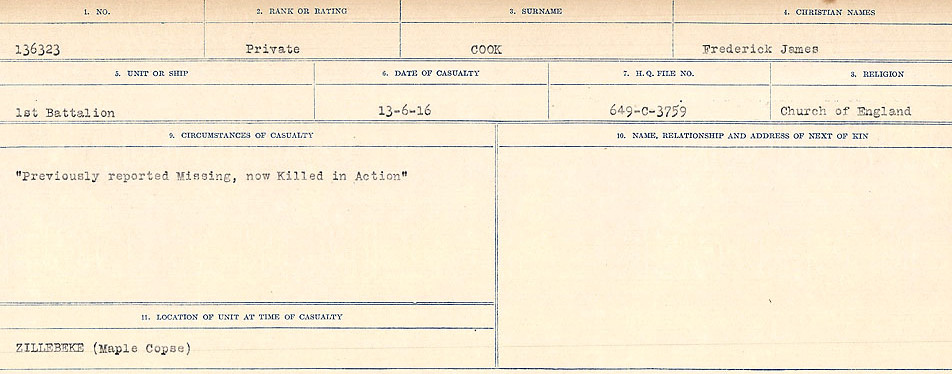 1. NO.
2. RANK OR RATING
3. SURNAME
4. CHRISTIAN NAMES
136323
Private
COOK
Frederick James
5. UNIT OR SHIP
6. DATE OF CASUALTY
7. H.Q. FILE NO.
8. RELIGION
1st Battalion
13-6-16
649-C-3759
Church of England
9. CIRCUMSTANCES OF CASUALTY
"Previously reported Missing, now Killed in Action"
10. NAME, RELATIONSHIP AND ADDRESS OF NEXT OF KIN
11. LOCATION OF UNIT AT TIME OF CASUALTY
ZILLEBEKE (Maple Copse)